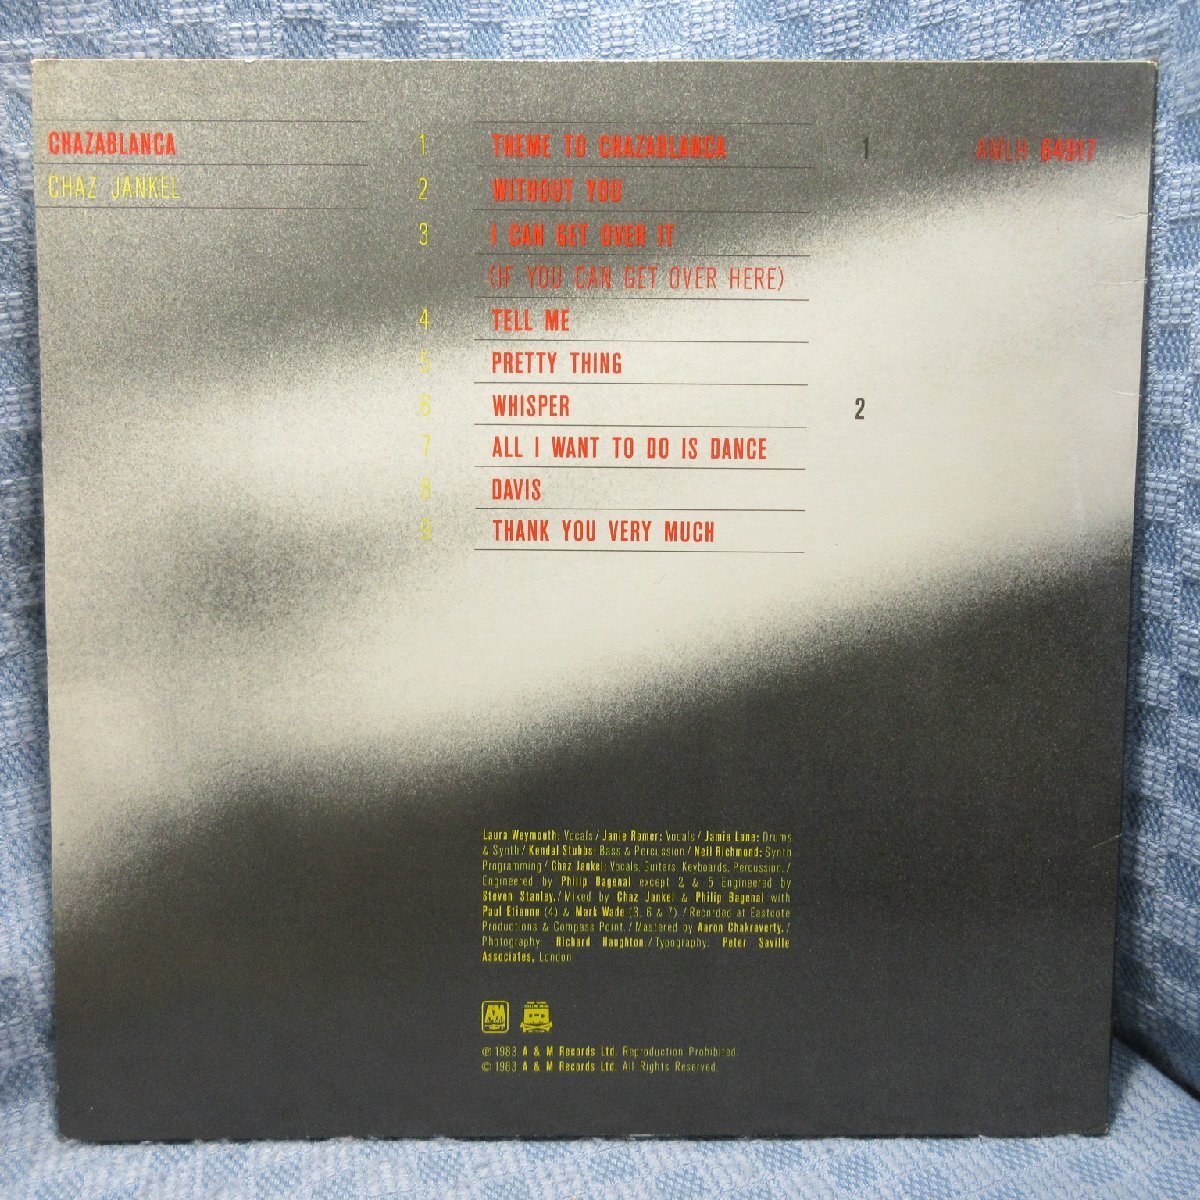 CHAZABLANCA
CHAZ JANKEL
1 THEME TO CHAZABLANCA 1
2 WITHOUT YOU
3 I CAN GET OVER IT
(IF YOU CAN GET OVER HERE)
4 TELL ME
5 PRETTY THING
6 WHISPER 2
7 ALL I WANT TO DO IS DANCE
8 DAVIS
9 THANK YOU VERY MUCH
AMLH 64917
Laura Weymouth: Vocals / Janie Romer: Vocals / Jamie Lane: Drums
& Synth / Kendal Stubbs: Bass & Percussion / Neil Richmond: Synth
Programming / Chaz Jankel: Vocals, Guitars, Keyboards, Percussion. /
Engineered by Philip Bagenal except 2 & 5 Engineered by
Steven Stanley. / Mixed by Chaz Jankel & Philip Bagenal with
Paul Etienne (4) & Mark Wade (3, 6 & 7). / Recorded at Eastcote
Productions & Compass Point. / Mastered by Aaron Chakraverty. /
Photography: Richard Haughton. / Typography: Peter Saville
Associates, London
A&M
℗ 1983 A & M Records Ltd. Reproduction Prohibited.
© 1983 A & M Records Ltd. All Rights Reserved.